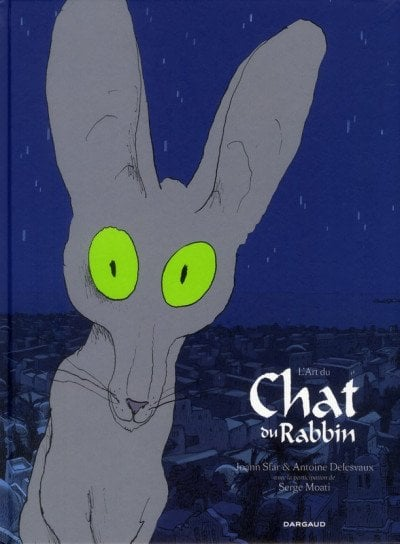 L'Art du
Chat
du Rabbin
Joann Sfar & Antoine Delesvaux
avec la participation de
Serge Moati
DARGAUD